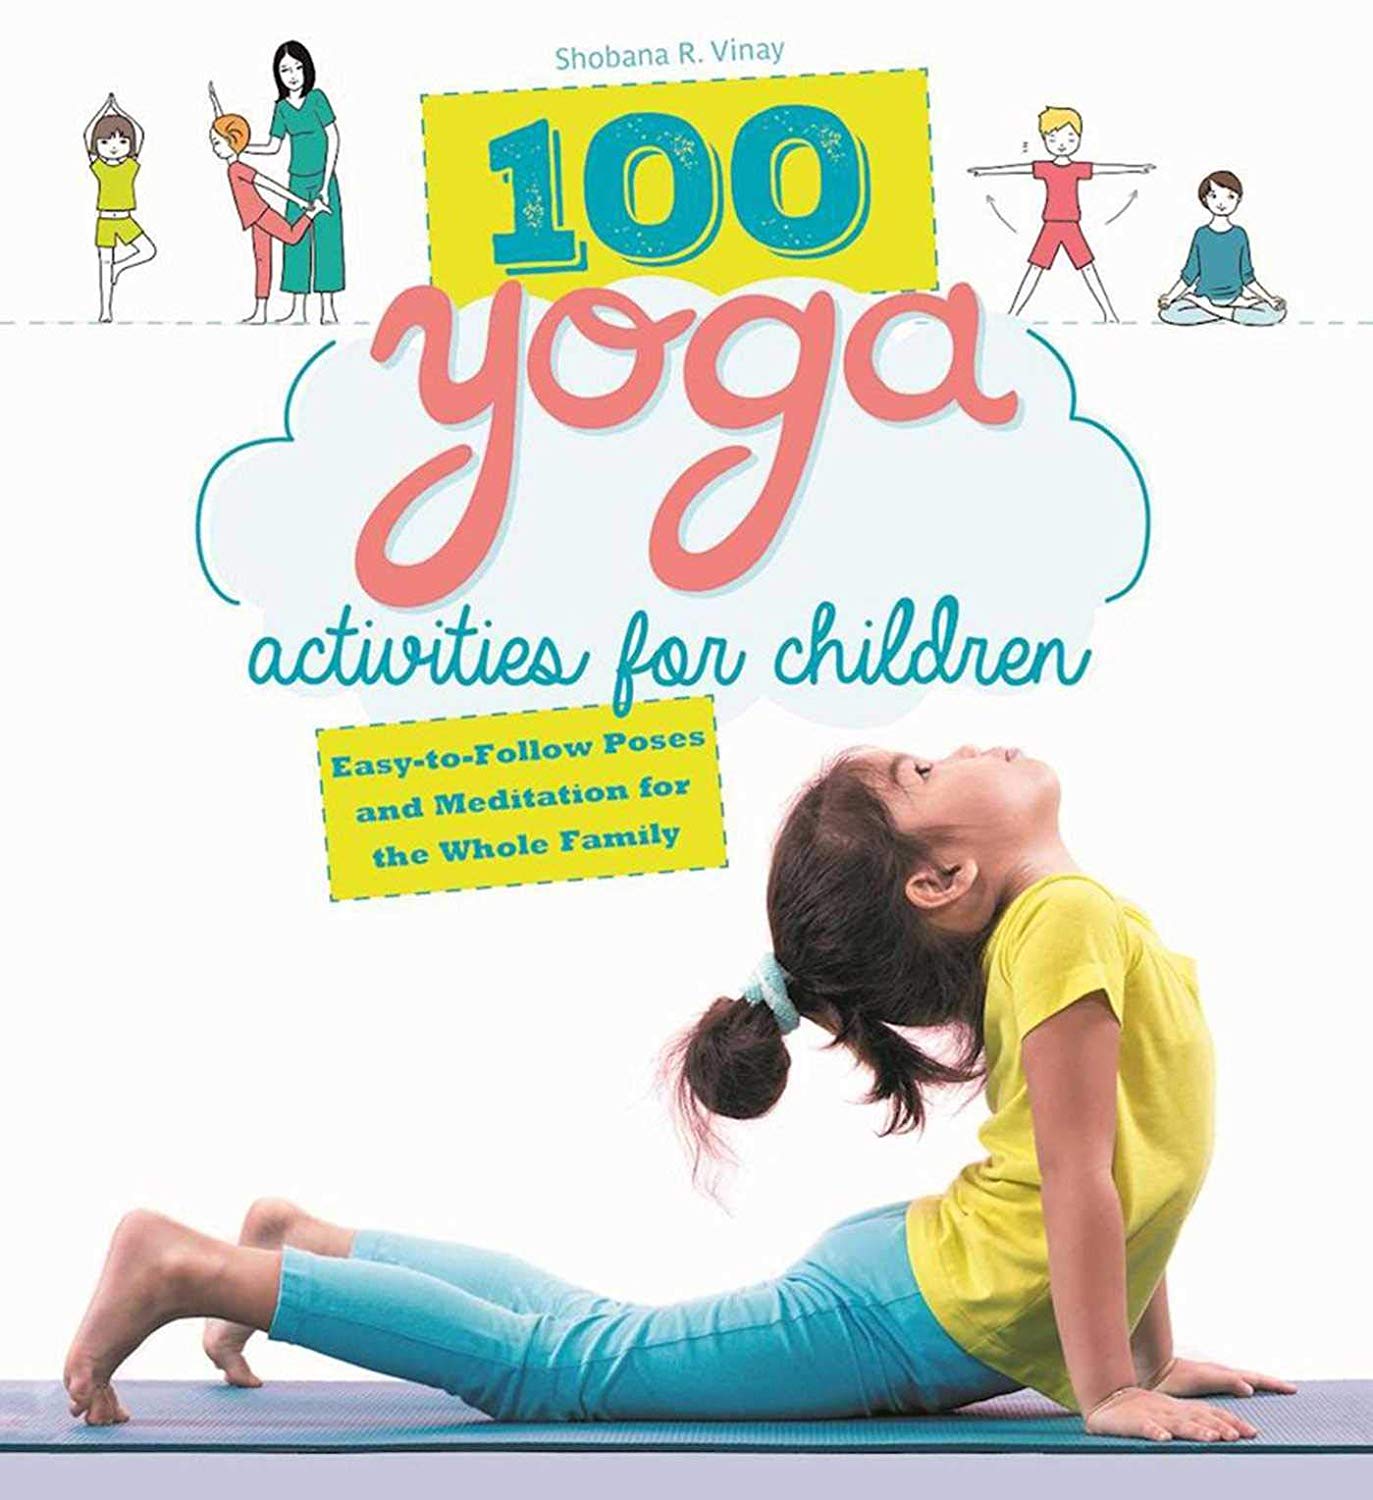 Shobana R. Vinay
100
yoga
activities for children
Easy-to-Follow Poses
and Meditation for
the Whole Family